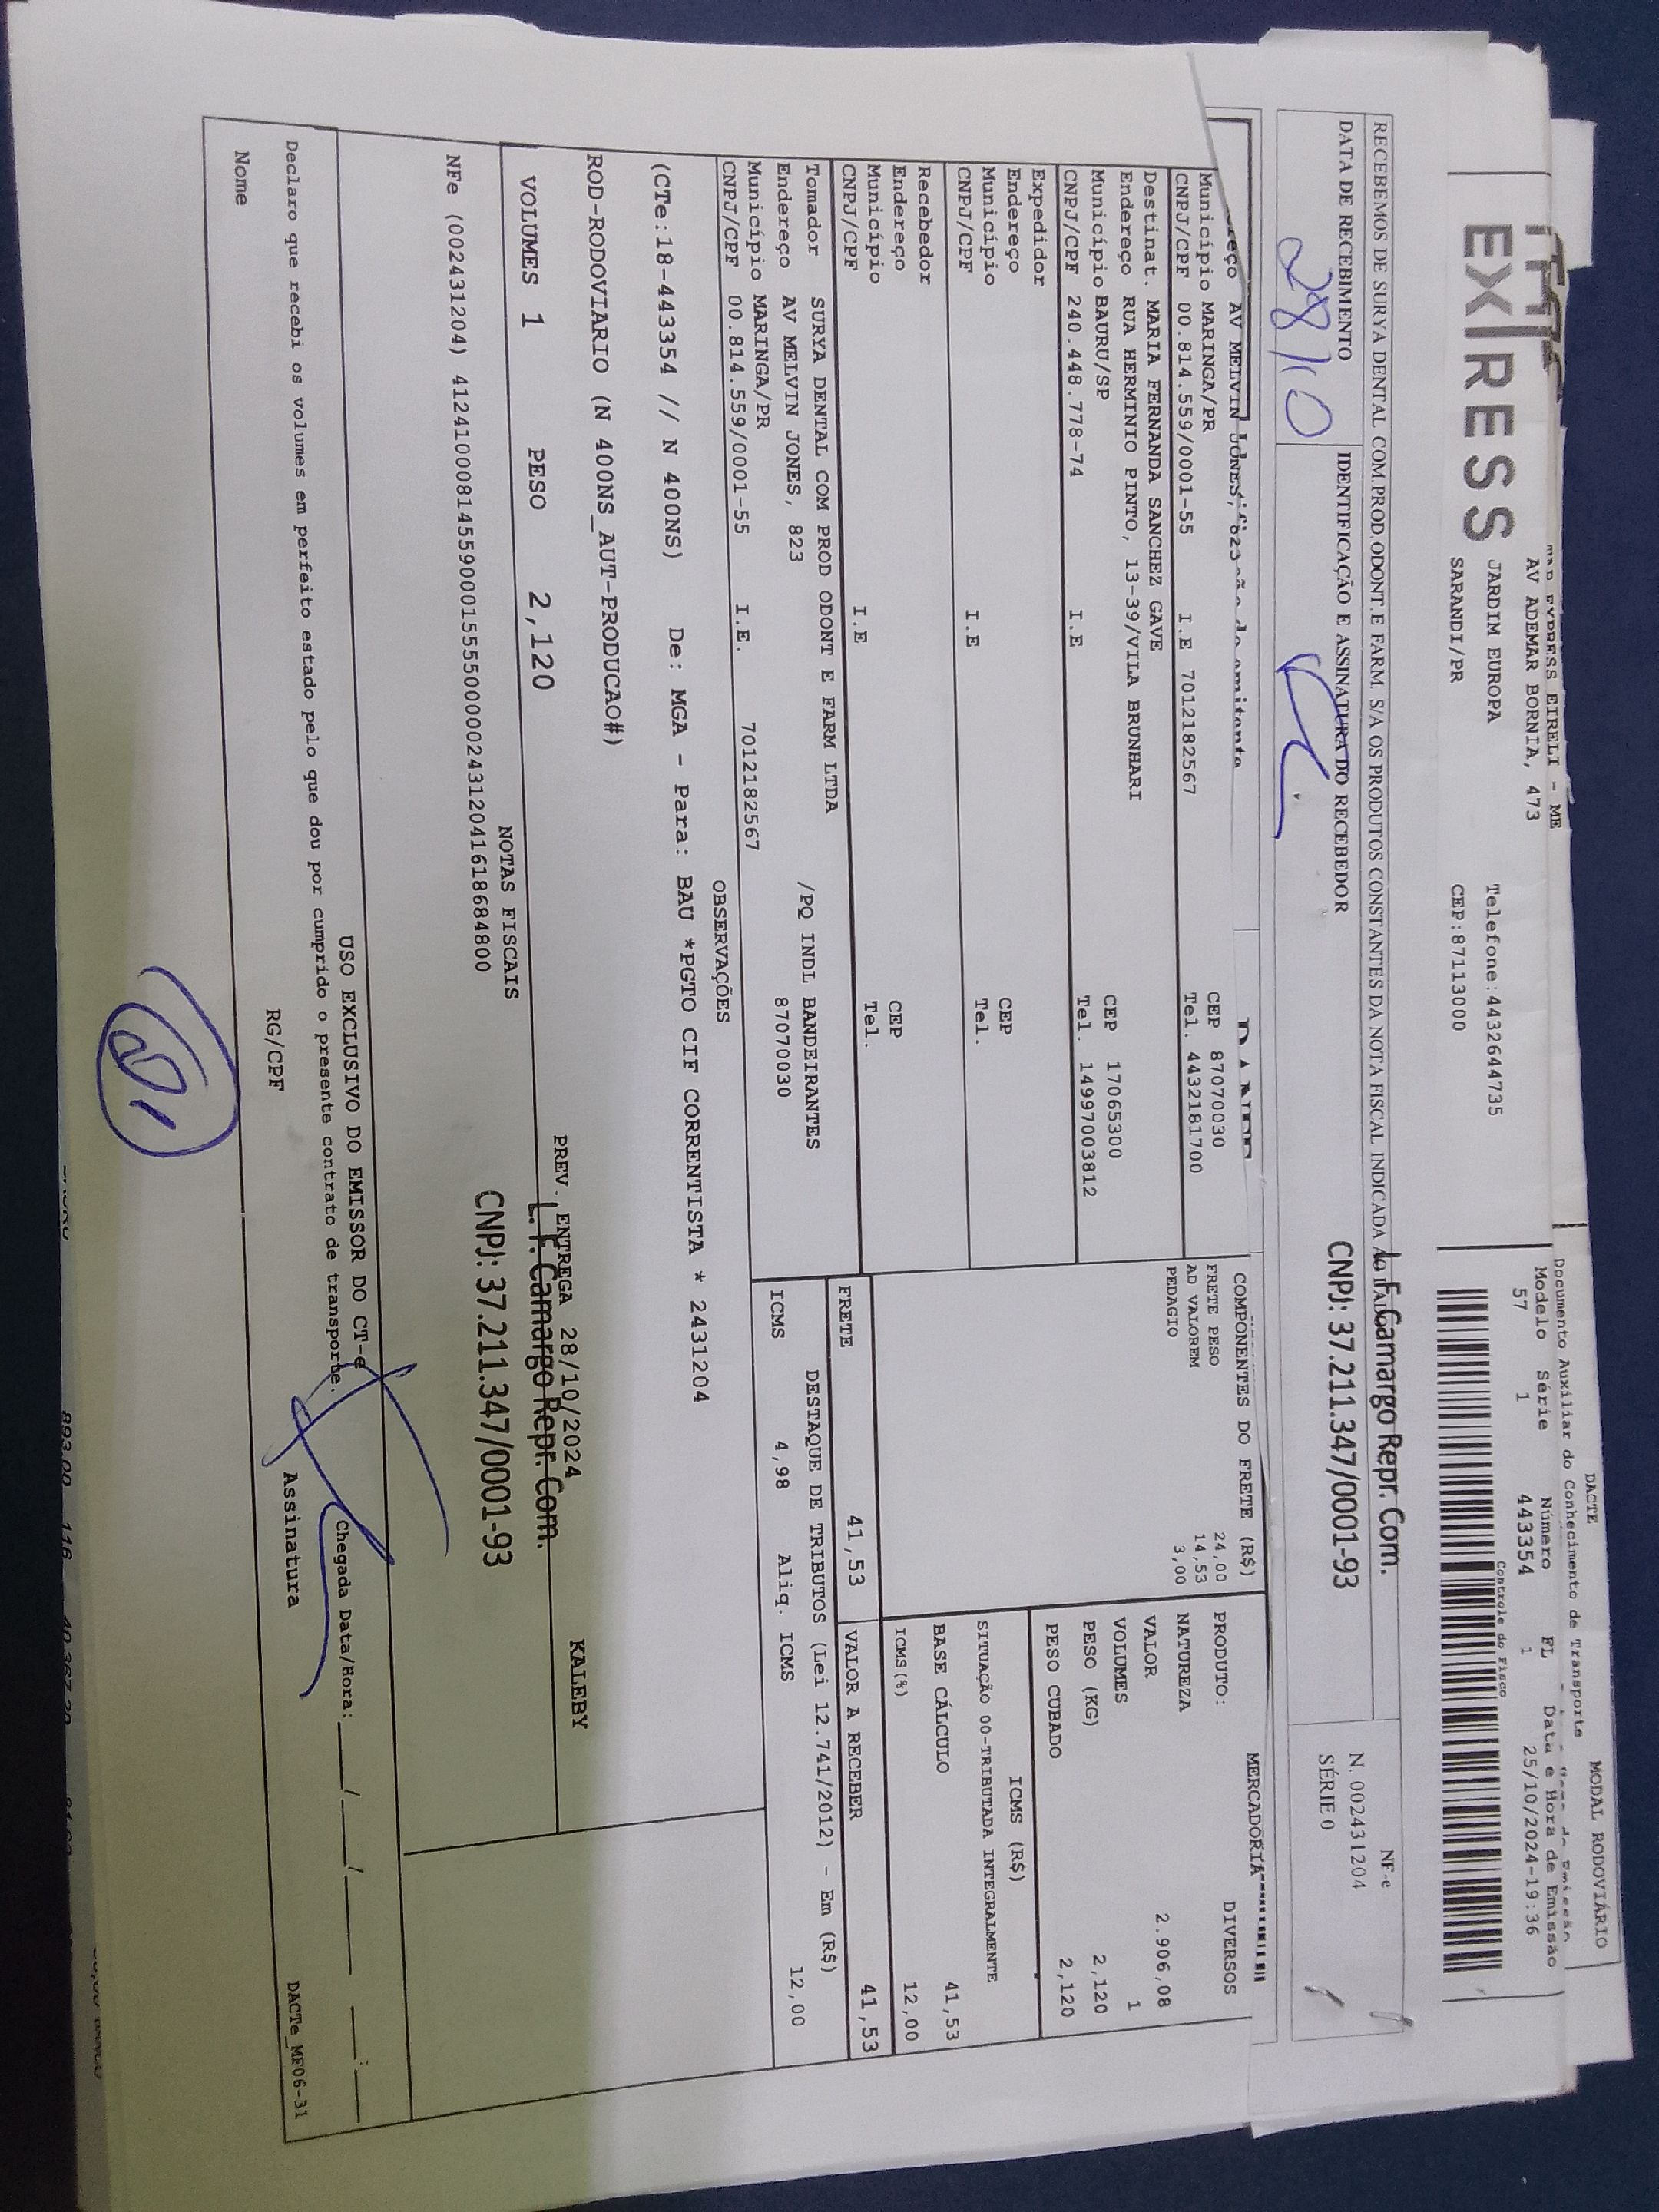 EXPRESS
EXPRESS EIRELI - ME
AV ADEMAR BORNIA, 473
JARDIM EUROPA Telefone:4432644735
SARANDI/PR CEP:87113000
DACTE MODAL RODOVIÁRIO
Documento Auxiliar do Conhecimento de Transporte
Modelo Série Número FL Data e Hora de Emissão
57 1 443354 1 25/10/2024-19:36
Controle do Fisco
RECEBEMOS DE SURYA DENTAL COM.PROD.ODONT.E FARM. S/A OS PRODUTOS CONSTANTES DA NOTA FISCAL INDICADA
L. F. Camargo Repr. Com.
CNPJ: 37.211.347/0001-93
NF-e
N. 002431204
SÉRIE 0
DATA DE RECEBIMENTO IDENTIFICAÇÃO E ASSINATURA DO RECEBEDOR
28/10
AV MELVIN JONES, 823
Município MARINGA/PR CEP 87070030
CNPJ/CPF 00.814.559/0001-55 I.E 7012182567 Tel. 4432181700
Destinat. MARIA FERNANDA SANCHEZ GAVE
Endereço RUA HERMINIO PINTO, 13-39/VILA BRUNHARI
Município BAURU/SP CEP 17065300
CNPJ/CPF 240.448.778-74 I.E Tel. 14997003812
Expedidor
Endereço
Município CEP
CNPJ/CPF I.E Tel.
Recebedor
Endereço
Município CEP
CNPJ/CPF I.E Tel.
Tomador SURYA DENTAL COM PROD ODONT E FARM LTDA
Endereço AV MELVIN JONES, 823 /PQ INDL BANDEIRANTES
Município MARINGA/PR 87070030
CNPJ/CPF 00.814.559/0001-55 I.E. 7012182567
COMPONENTES DO FRETE (R$)
FRETE PESO 24,00
AD VALOREM 14,53
PEDAGIO 3,00
MERCADORIA
PRODUTO: DIVERSOS
NATUREZA
VALOR 2.906,08
VOLUMES 1
PESO (KG) 2,120
PESO CUBADO 2,120
ICMS (R$)
SITUAÇÃO 00-TRIBUTADA INTEGRALMENTE
BASE CÁLCULO 41,53
ICMS(%) 12,00
FRETE 41,53 VALOR A RECEBER 41,53
DESTAQUE DE TRIBUTOS (Lei 12.741/2012) - Em (R$)
ICMS 4,98 Aliq. ICMS 12,00
OBSERVAÇÕES
(CTe:18-443354 // N 400NS) De: MGA - Para: BAU *PGTO CIF CORRENTISTA * 2431204
ROD-RODOVIARIO (N 400NS_AUT-PRODUCAO#)
VOLUMES 1 PESO 2,120 PREV. ENTREGA 28/10/2024 KALEBY
NOTAS FISCAIS
L. F. Camargo Repr. Com.
CNPJ: 37.211.347/0001-93
NFe (002431204) 41241000814559000155550000024312041618684800
USO EXCLUSIVO DO EMISSOR DO CT-e
Chegada Data/Hora: ___/___/_____ ___:___
Declaro que recebi os volumes em perfeito estado pelo que dou por cumprido o presente contrato de transporte.
Nome RG/CPF Assinatura
DACTe_MF06-31